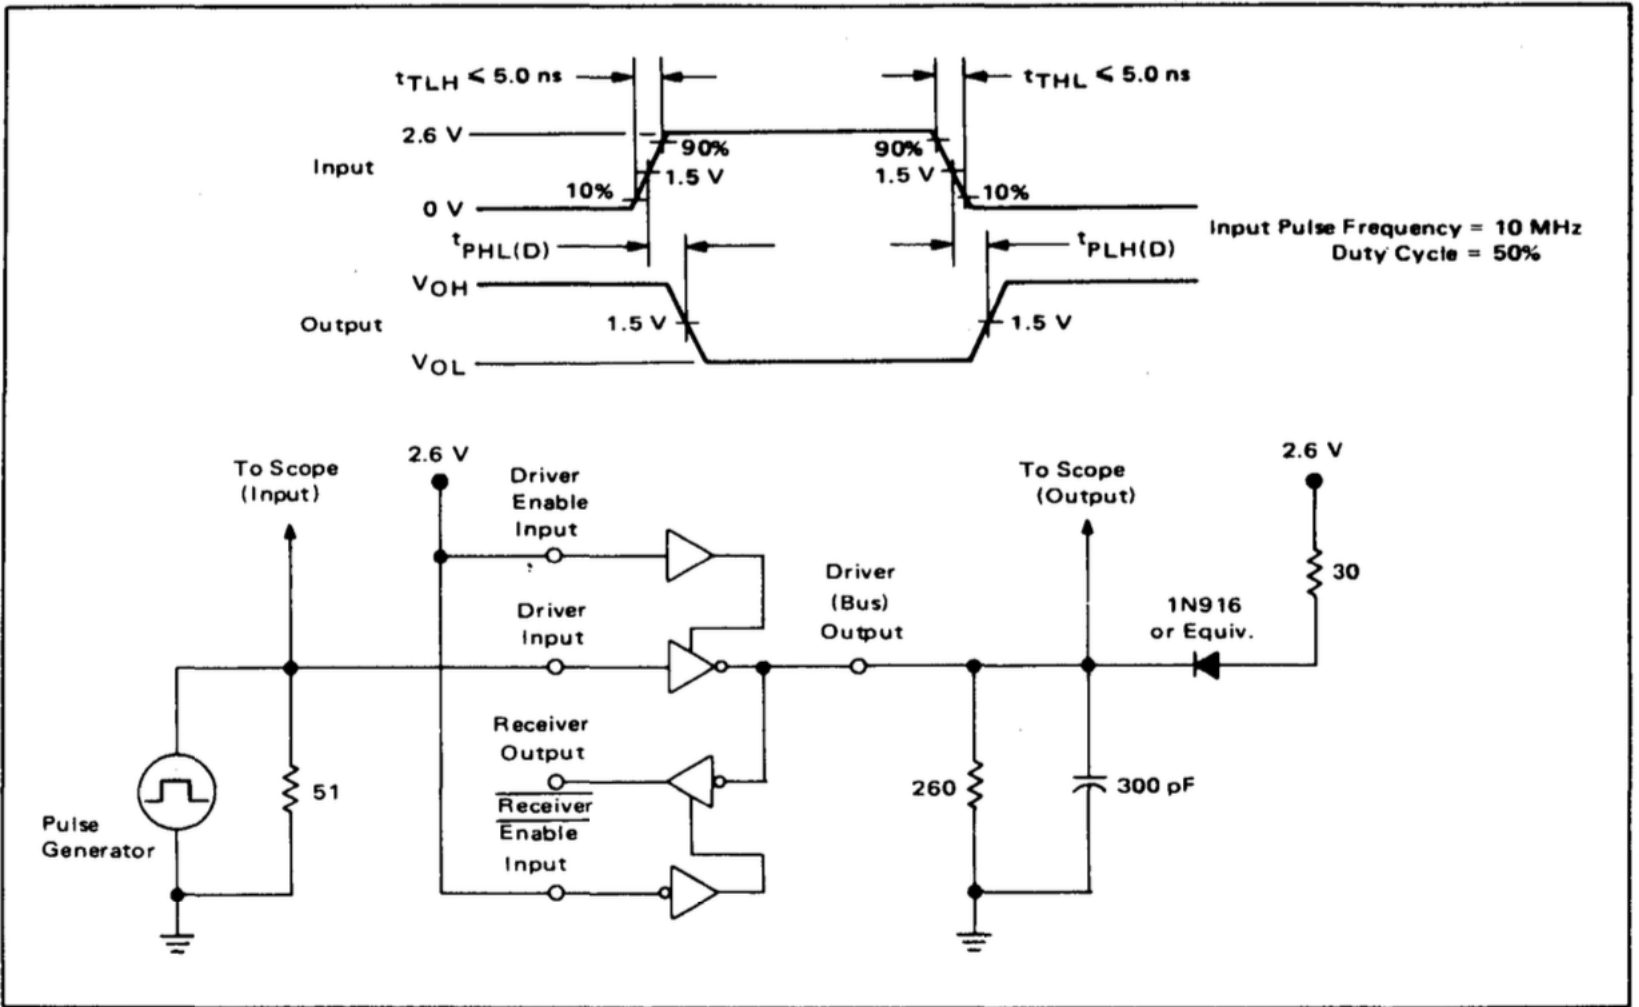 tTLH ≤ 5.0 ns
tTHL ≤ 5.0 ns
2.6 V
90%
90%
Input
1.5 V
1.5 V
10%
10%
0 V
Input Pulse Frequency = 10 MHz
Duty Cycle = 50%
tPHL(D)
tPLH(D)
VOH
Output
1.5 V
1.5 V
VOL
To Scope
(Input)
2.6 V
Driver
Enable
Input
To Scope
(Output)
2.6 V
30
Driver
Input
Driver
(Bus)
Output
1N916
or Equiv.
Receiver
Output
Receiver
Enable
Input
51
260
300 pF
Pulse
Generator